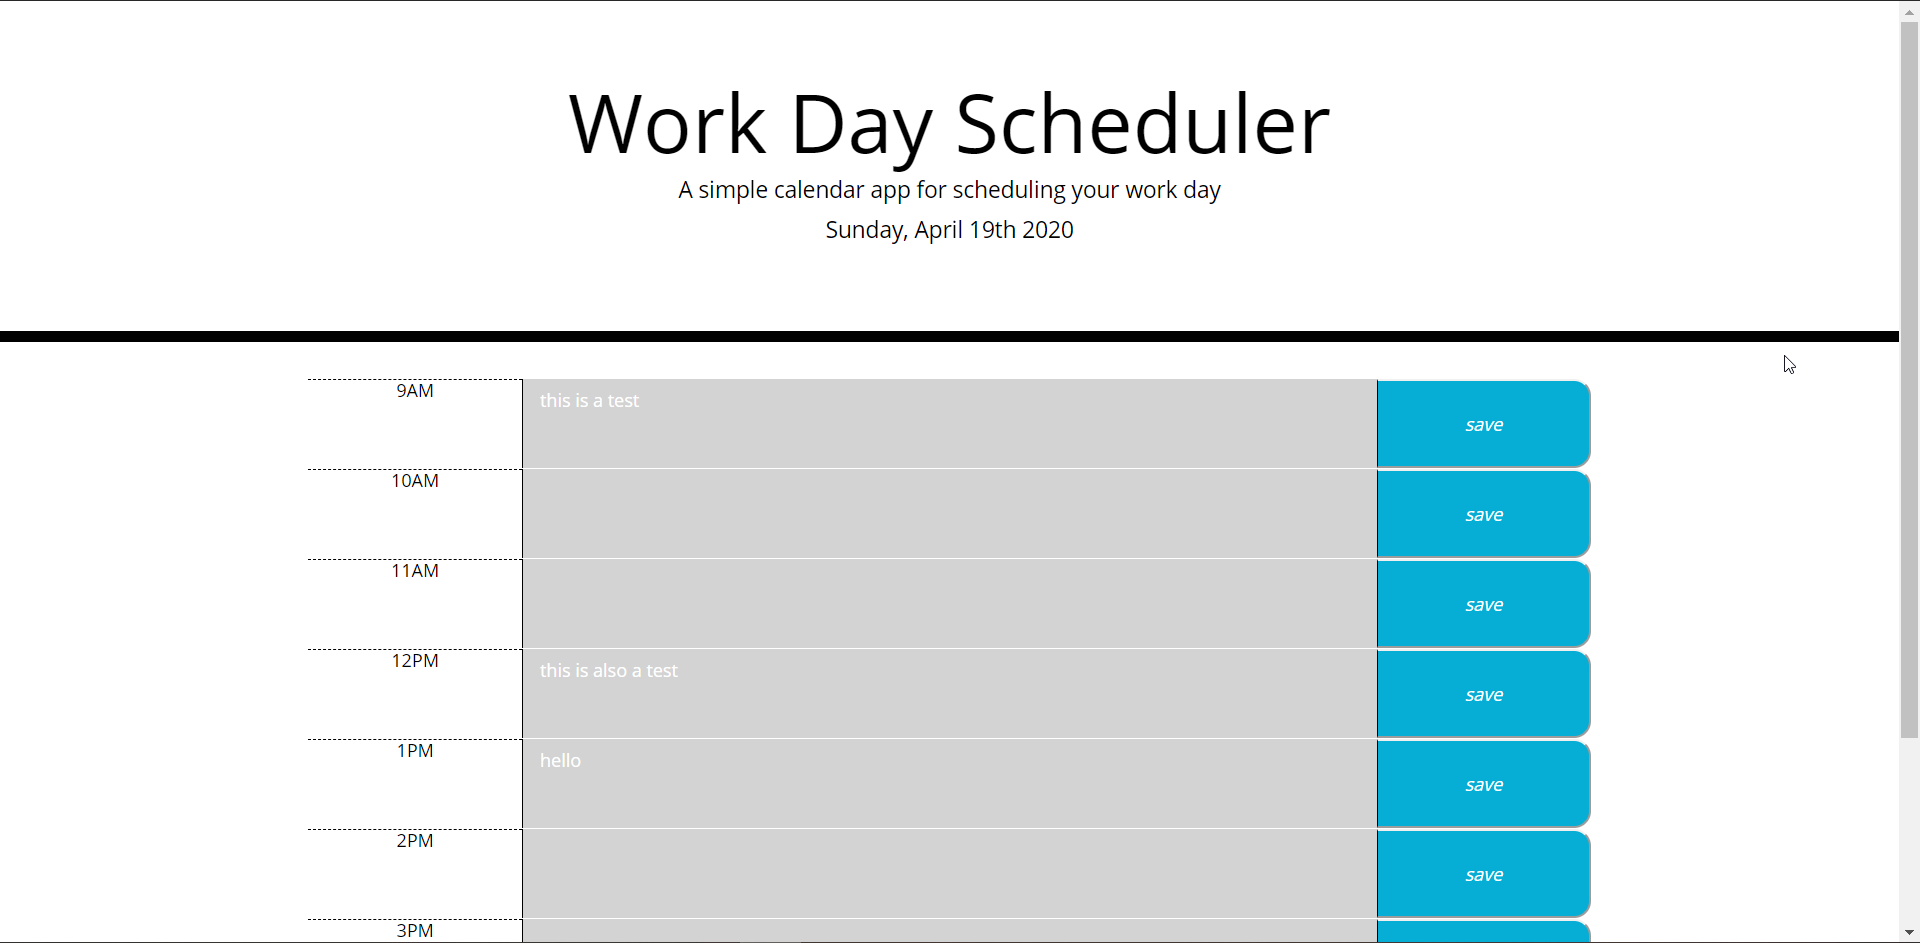 Work Day Scheduler
A simple calendar app for scheduling your work day
Sunday, April 19th 2020
9AM
this is a test
save
10AM
save
11AM
save
12PM
this is also a test
save
1PM
hello
save
2PM
save
3PM